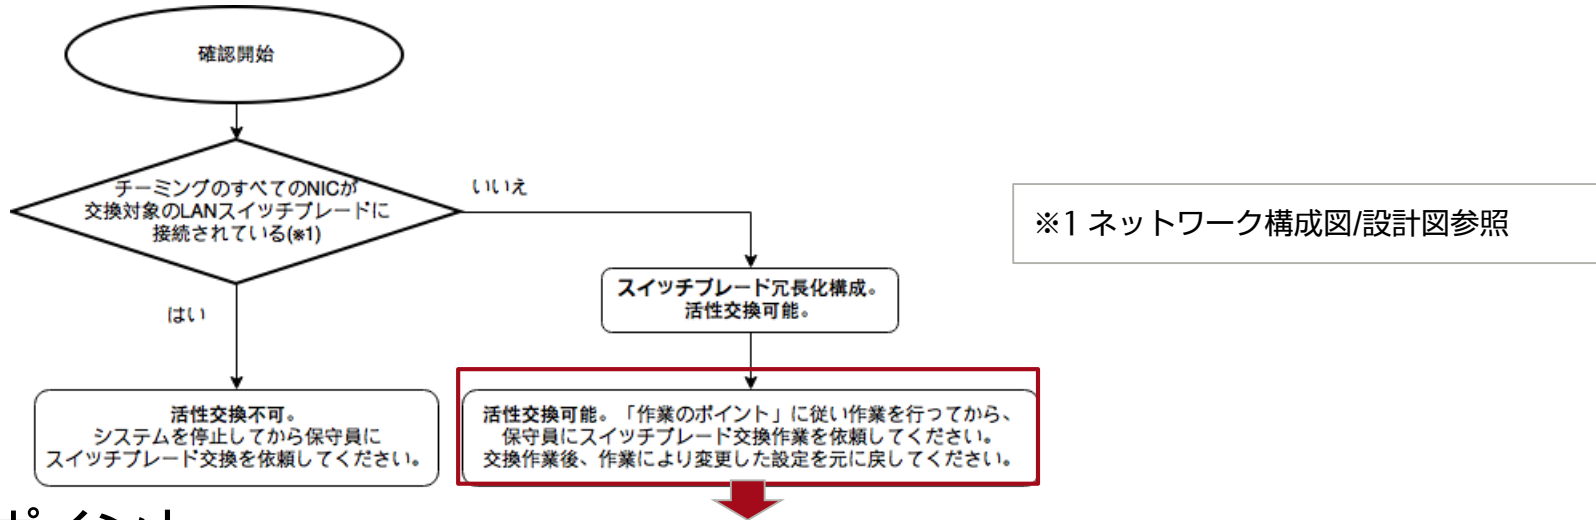 確認開始
チーミングのすべてのNICが
交換対象のLANスイッチブレードに
接続されている(※1)
いいえ
※1 ネットワーク構成図/設計図参照
スイッチブレード冗長化構成。
活性交換可能。
はい
活性交換不可。
システムを停止してから保守員に
スイッチブレード交換を依頼してください。
活性交換可能。「作業のポイント」に従い作業を行ってから、
保守員にスイッチブレード交換作業を依頼してください。
交換作業後、作業により変更した設定を元に戻してください。